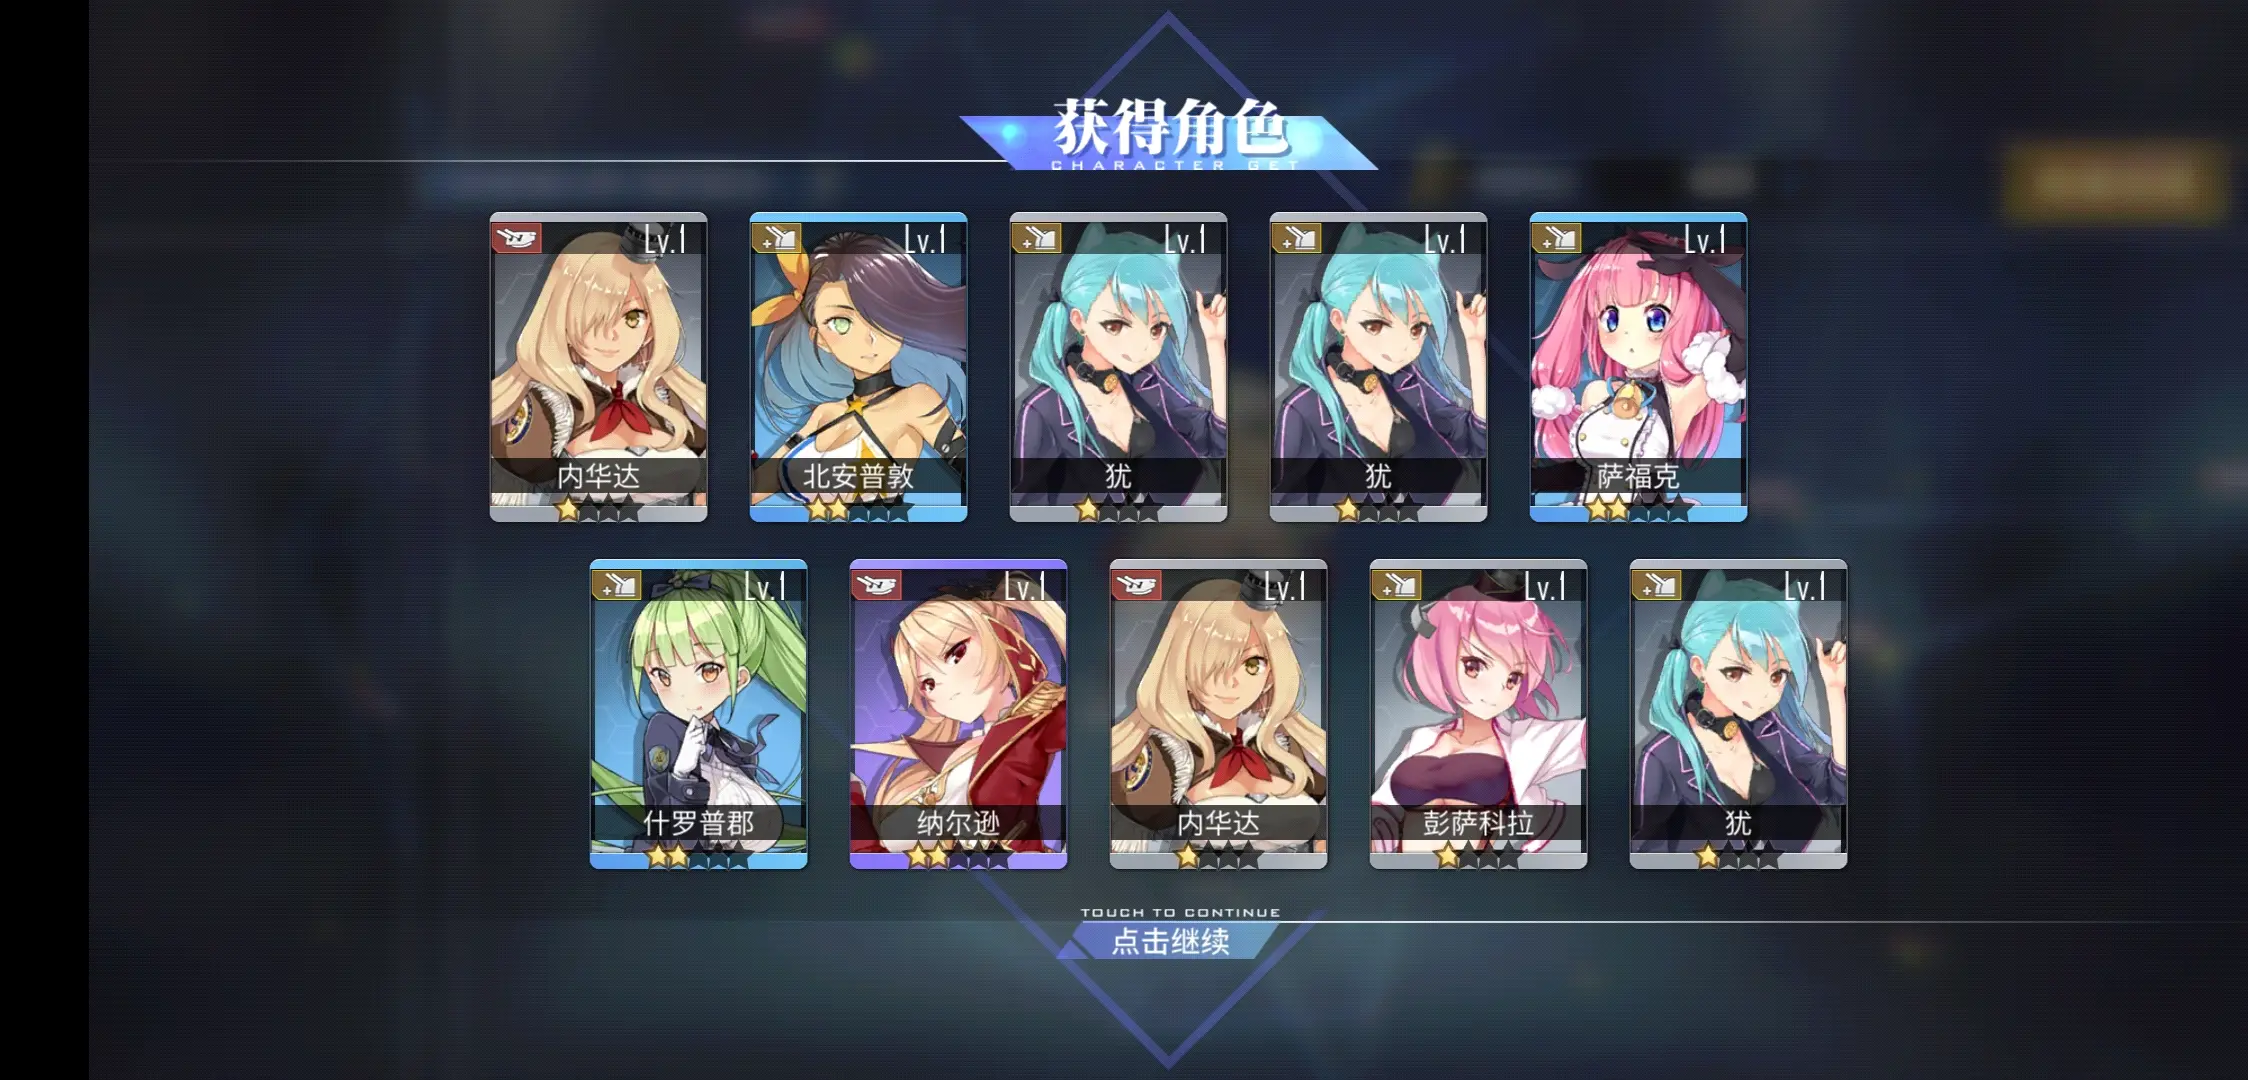 获得角色
CHARACTER GET
Lv.1
Lv.1
Lv.1
Lv.1
Lv.1
内华达
北安普敦
犹
犹
萨福克
Lv.1
Lv.1
Lv.1
Lv.1
Lv.1
什罗普郡
纳尔逊
内华达
彭萨科拉
犹
TOUCH TO CONTINUE
点击继续